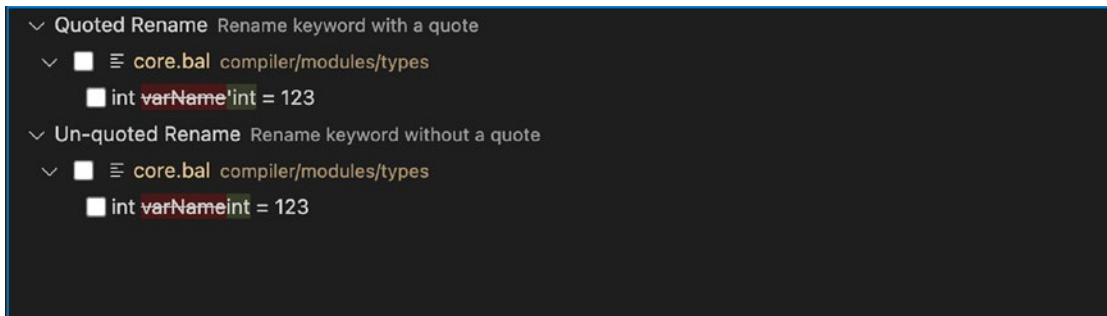 Quoted Rename Rename keyword with a quote
core.bal compiler/modules/types
int varName'int = 123
Un-quoted Rename Rename keyword without a quote
core.bal compiler/modules/types
int varNameint = 123